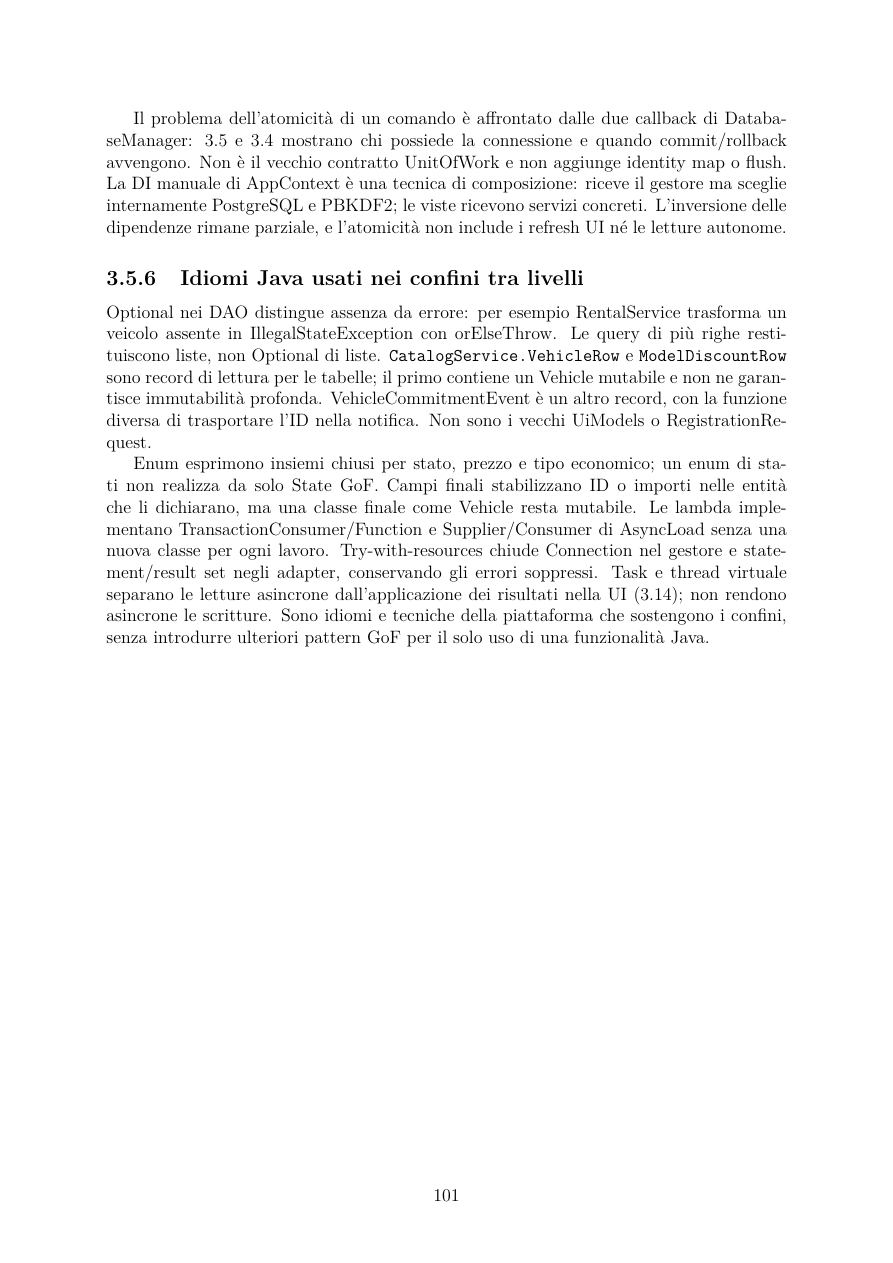 Il problema dell'atomicità di un comando è affrontato dalle due callback di Databa-
seManager: 3.5 e 3.4 mostrano chi possiede la connessione e quando commit/rollback
avvengono. Non è il vecchio contratto UnitOfWork e non aggiunge identity map o flush.
La DI manuale di AppContext è una tecnica di composizione: riceve il gestore ma sceglie
internamente PostgreSQL e PBKDF2; le viste ricevono servizi concreti. L'inversione delle
dipendenze rimane parziale, e l'atomicità non include i refresh UI né le letture autonome.
3.5.6 Idiomi Java usati nei confini tra livelli
Optional nei DAO distingue assenza da errore: per esempio RentalService trasforma un
veicolo assente in IllegalStateException con orElseThrow. Le query di più righe resti-
tuiscono liste, non Optional di liste. CatalogService.VehicleRow e ModelDiscountRow
sono record di lettura per le tabelle; il primo contiene un Vehicle mutabile e non ne garan-
tisce immutabilità profonda. VehicleCommitmentEvent è un altro record, con la funzione
diversa di trasportare l'ID nella notifica. Non sono i vecchi UiModels o RegistrationRe-
quest.
Enum esprimono insiemi chiusi per stato, prezzo e tipo economico; un enum di sta-
ti non realizza da solo State GoF. Campi finali stabilizzano ID o importi nelle entità
che li dichiarano, ma una classe finale come Vehicle resta mutabile. Le lambda imple-
mentano TransactionConsumer/Function e Supplier/Consumer di AsyncLoad senza una
nuova classe per ogni lavoro. Try-with-resources chiude Connection nel gestore e state-
ment/result set negli adapter, conservando gli errori soppressi. Task e thread virtuale
separano le letture asincrone dall'applicazione dei risultati nella UI (3.14); non rendono
asincrone le scritture. Sono idiomi e tecniche della piattaforma che sostengono i confini,
senza introdurre ulteriori pattern GoF per il solo uso di una funzionalità Java.
101